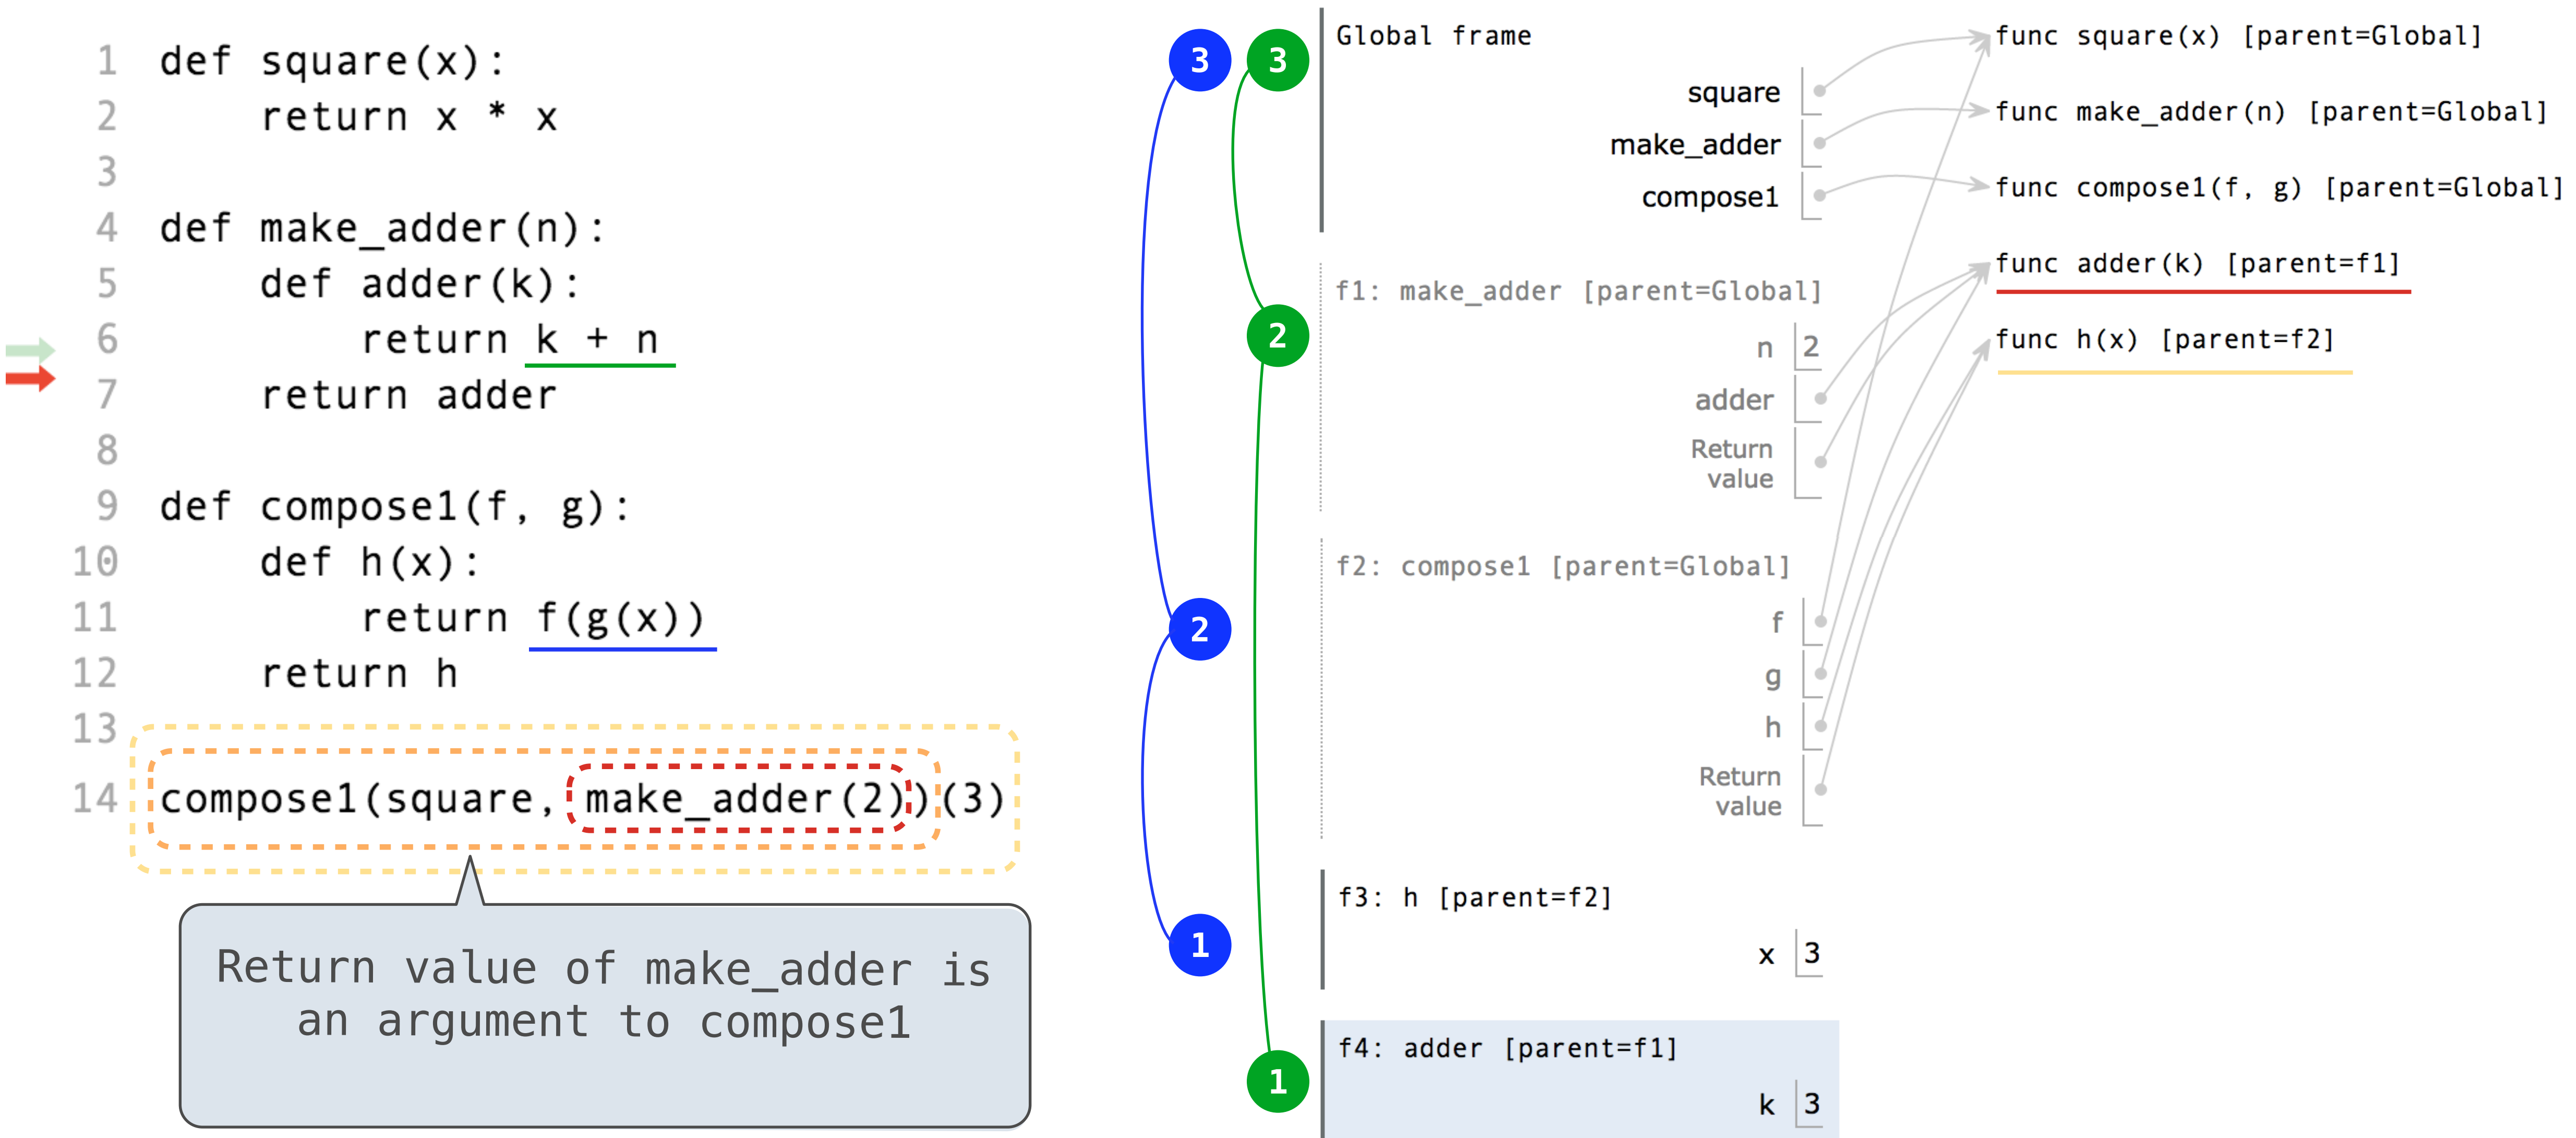 1 def square(x):
2 return x * x
3
4 def make_adder(n):
5 def adder(k):
6 return k + n
7 return adder
8
9 def compose1(f, g):
10 def h(x):
11 return f(g(x))
12 return h
13
14 compose1(square, make_adder(2))(3)
Return value of make_adder is
an argument to compose1
3
2
1
3
2
1
Global frame
square
make_adder
compose1
f1: make_adder [parent=Global]
n 2
adder
Return
value
f2: compose1 [parent=Global]
f
g
h
Return
value
f3: h [parent=f2]
x 3
f4: adder [parent=f1]
k 3
func square(x) [parent=Global]
func make_adder(n) [parent=Global]
func compose1(f, g) [parent=Global]
func adder(k) [parent=f1]
func h(x) [parent=f2]